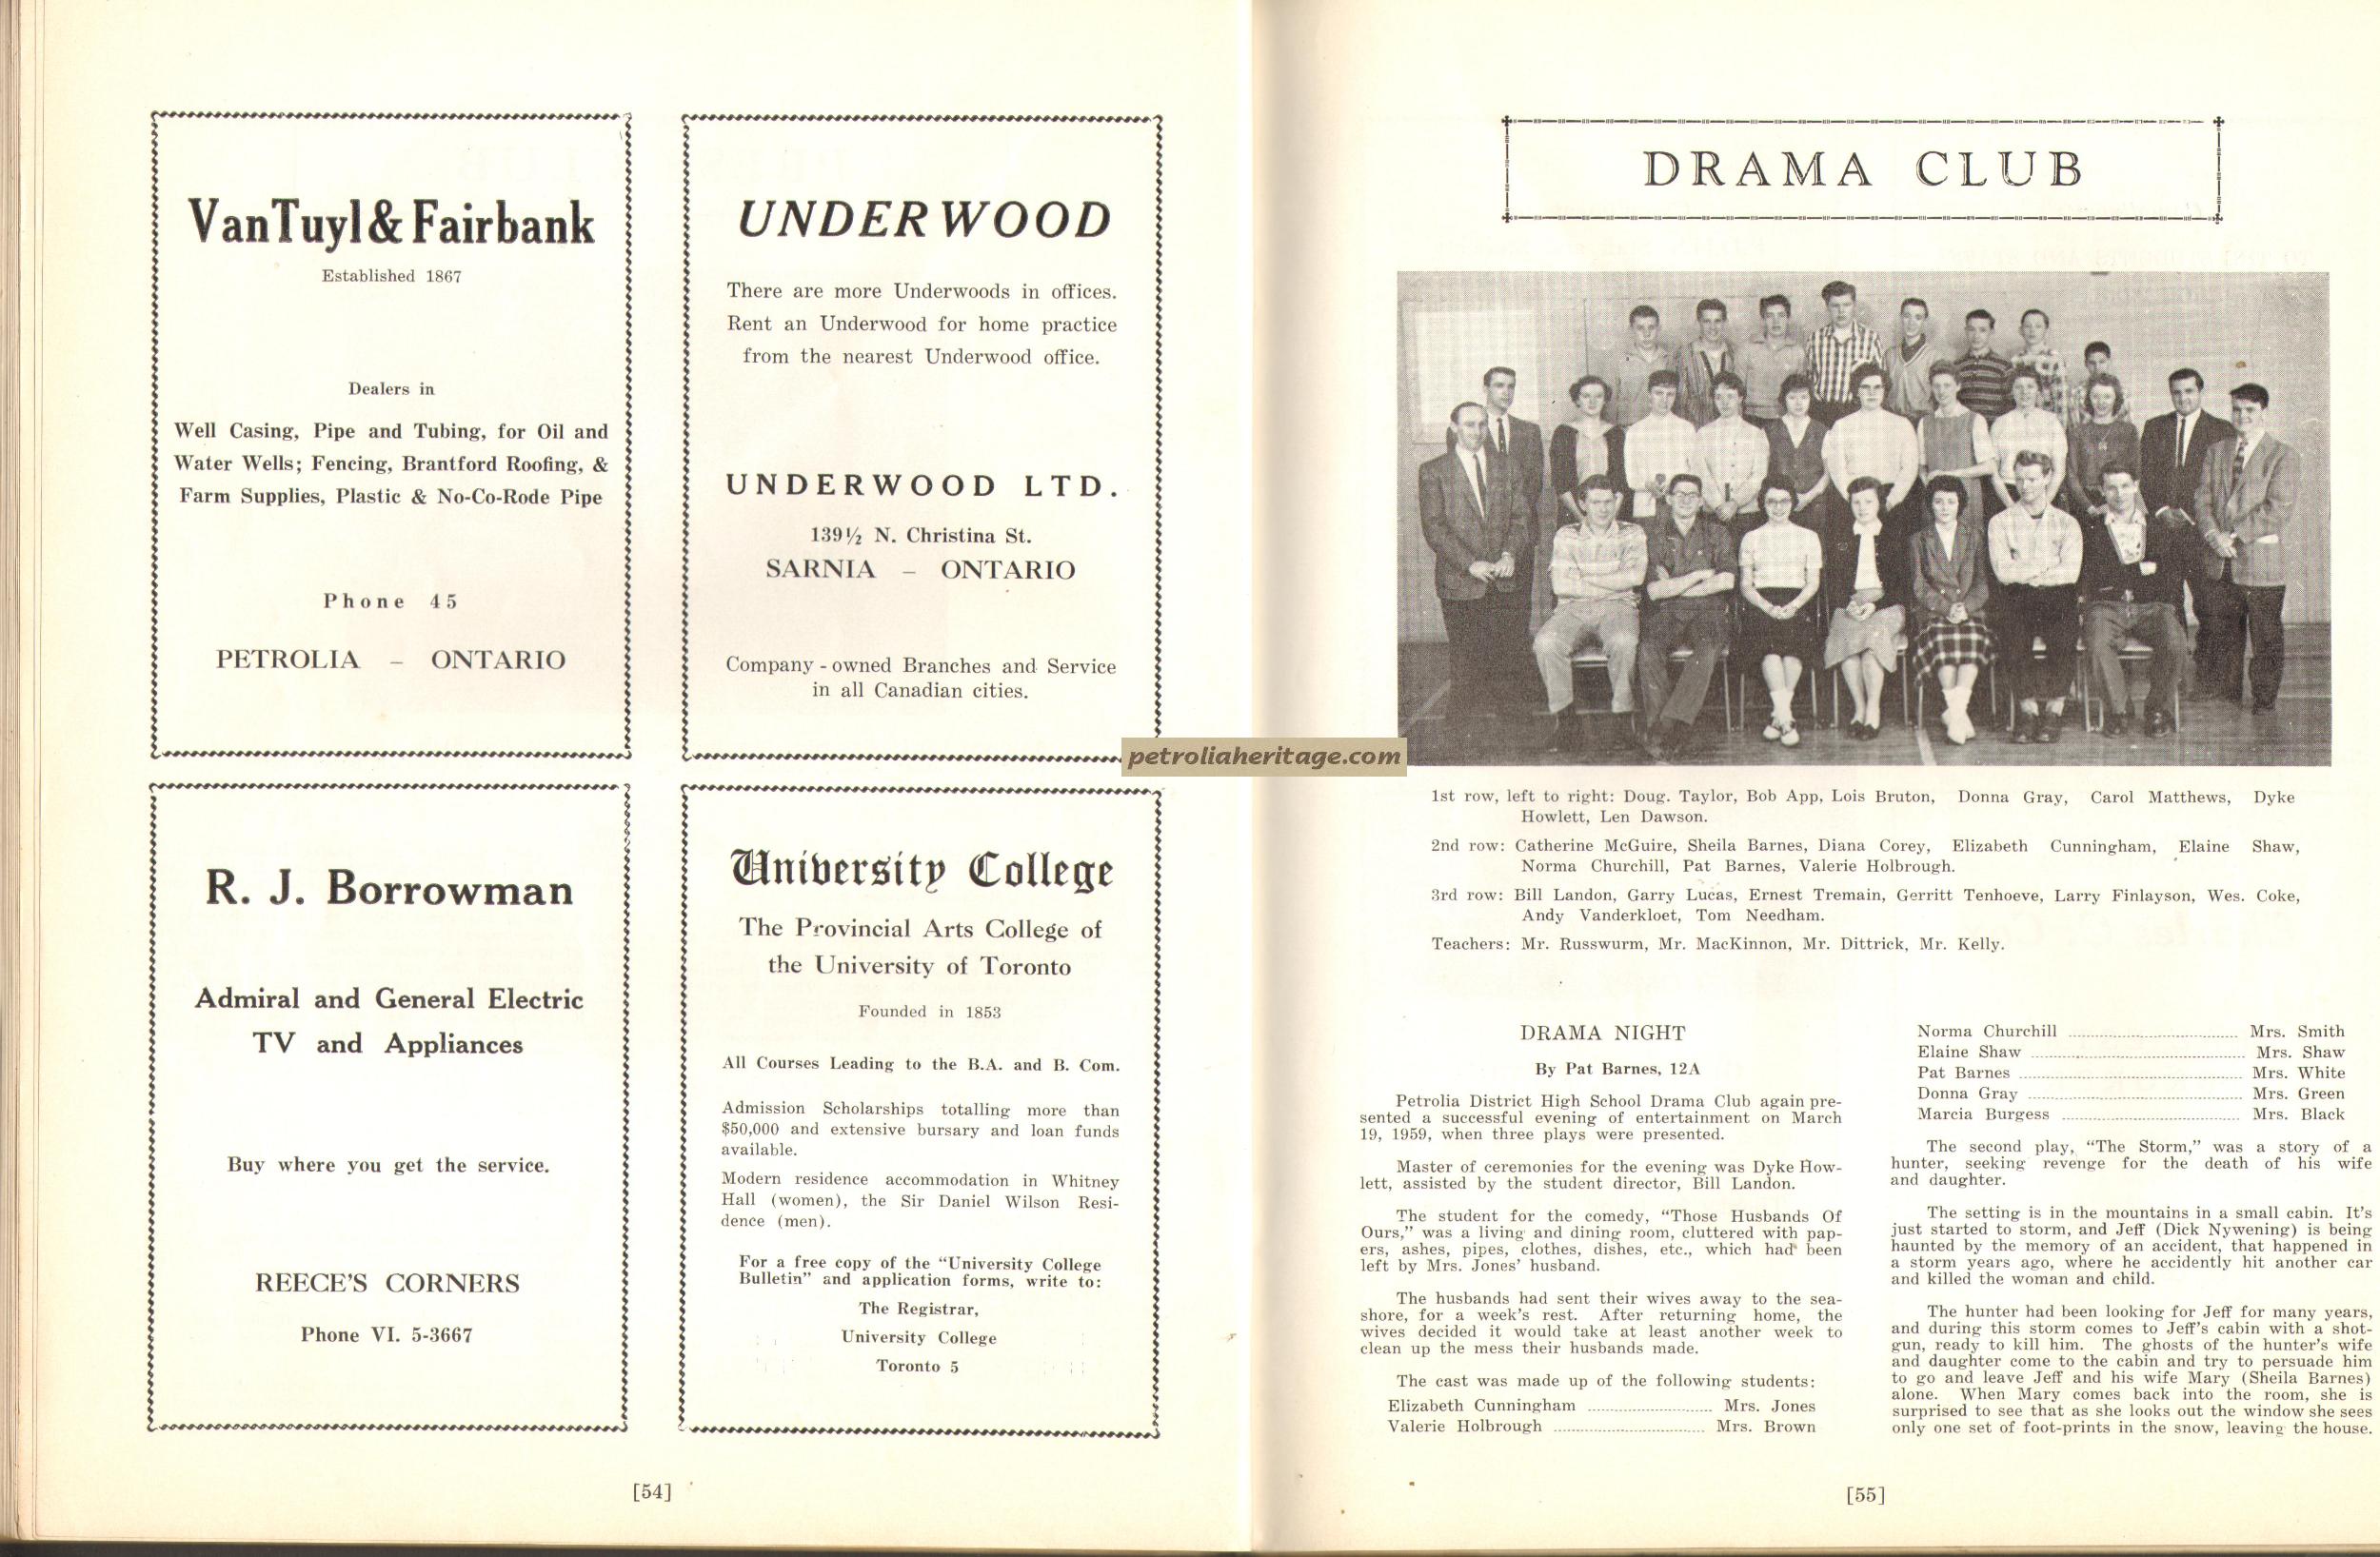 VanTuyl & Fairbank
Established 1867
Dealers in
Well Casing, Pipe and Tubing, for Oil and
Water Wells; Fencing, Brantford Roofing, &
Farm Supplies, Plastic & No-Co-Rode Pipe
Phone 45
PETROLIA – ONTARIO
UNDERWOOD
There are more Underwoods in offices.
Rent an Underwood for home practice
from the nearest Underwood office.
UNDERWOOD LTD.
139½ N. Christina St.
SARNIA – ONTARIO
Company - owned Branches and Service
in all Canadian cities.
R. J. Borrowman
Admiral and General Electric
TV and Appliances
Buy where you get the service.
REECE'S CORNERS
Phone VI. 5-3667
University College
The Provincial Arts College of
the University of Toronto
Founded in 1853
All Courses Leading to the B.A. and B. Com.
Admission Scholarships totalling more than
$50,000 and extensive bursary and loan funds
available.
Modern residence accommodation in Whitney
Hall (women), the Sir Daniel Wilson Resi-
dence (men).
For a free copy of the "University College
Bulletin" and application forms, write to:
The Registrar,
University College
Toronto 5
[54]
petroliaheritage.com
DRAMA CLUB
1st row, left to right: Doug. Taylor, Bob App, Lois Bruton, Donna Gray, Carol Matthews, Dyke
Howlett, Len Dawson.
2nd row: Catherine McGuire, Sheila Barnes, Diana Corey, Elizabeth Cunningham, Elaine Shaw,
Norma Churchill, Pat Barnes, Valerie Holbrough.
3rd row: Bill Landon, Garry Lucas, Ernest Tremain, Gerritt Tenhoeve, Larry Finlayson, Wes. Coke,
Andy Vanderkloet, Tom Needham.
Teachers: Mr. Russwurm, Mr. MacKinnon, Mr. Dittrick, Mr. Kelly.
DRAMA NIGHT
By Pat Barnes, 12A
Petrolia District High School Drama Club again pre-
sented a successful evening of entertainment on March
19, 1959, when three plays were presented.
Master of ceremonies for the evening was Dyke How-
lett, assisted by the student director, Bill Landon.
The student for the comedy, "Those Husbands Of
Ours," was a living and dining room, cluttered with pap-
ers, ashes, pipes, clothes, dishes, etc., which had been
left by Mrs. Jones' husband.
The husbands had sent their wives away to the sea-
shore, for a week's rest. After returning home, the
wives decided it would take at least another week to
clean up the mess their husbands made.
The cast was made up of the following students:
Elizabeth Cunningham ............................ Mrs. Jones
Valerie Holbrough .................................. Mrs. Brown
Norma Churchill ...................................... Mrs. Smith
Elaine Shaw ................................................ Mrs. Shaw
Pat Barnes .................................................. Mrs. White
Donna Gray ................................................ Mrs. Green
Marcia Burgess ........................................ Mrs. Black
The second play, "The Storm," was a story of a
hunter, seeking revenge for the death of his wife
and daughter.
The setting is in the mountains in a small cabin. It's
just started to storm, and Jeff (Dick Nywening) is being
haunted by the memory of an accident, that happened in
a storm years ago, where he accidently hit another car
and killed the woman and child.
The hunter had been looking for Jeff for many years,
and during this storm comes to Jeff's cabin with a shot-
gun, ready to kill him. The ghosts of the hunter's wife
and daughter come to the cabin and try to persuade him
to go and leave Jeff and his wife Mary (Sheila Barnes)
alone. When Mary comes back into the room, she is
surprised to see that as she looks out the window she sees
only one set of foot-prints in the snow, leaving the house.
[55]